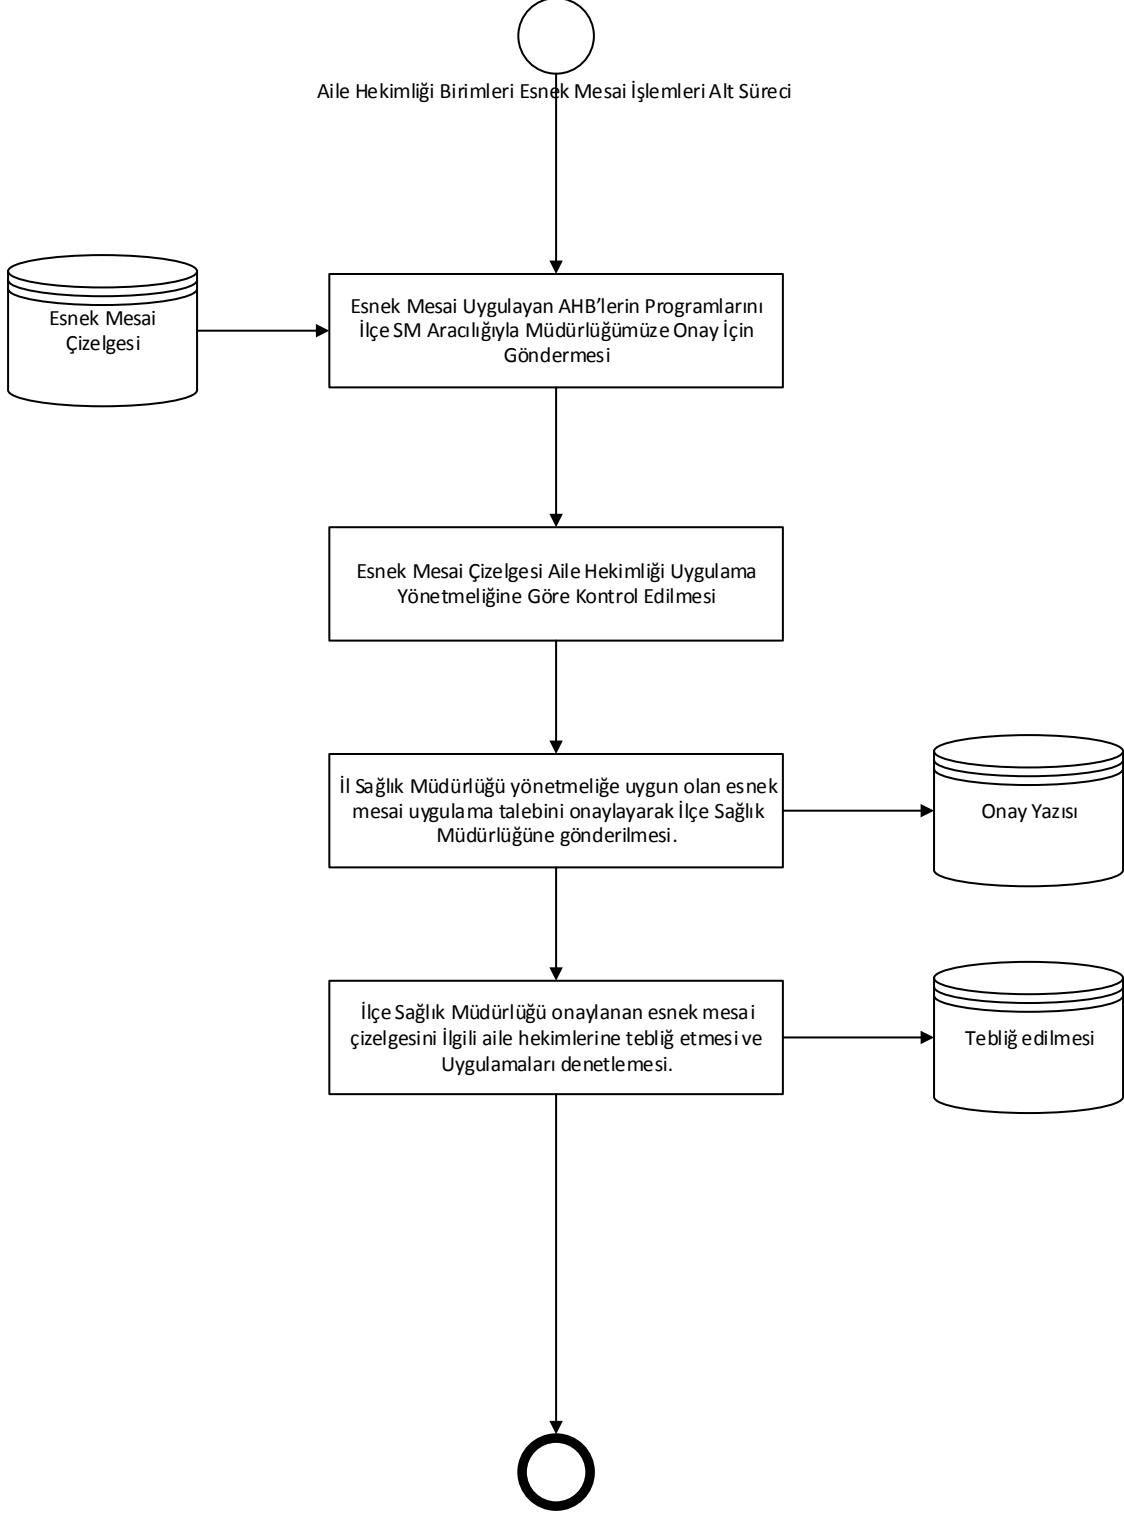 Aile Hekimliği Birimleri Esnek Mesai İşlemleri Alt Süreci
Esnek Mesai
Çizelgesi
Esnek Mesai Uygulayan AHB’lerin Programlarını
İlçe SM Aracılığıyla Müdürlüğümüze Onay İçin
Göndermesi
Esnek Mesai Çizelgesi Aile Hekimliği Uygulama
Yönetmeliğine Göre Kontrol Edilmesi
İl Sağlık Müdürlüğü yönetmeliğe uygun olan esnek
mesai uygulama talebini onaylayarak İlçe Sağlık
Müdürlüğüne gönderilmesi.
Onay Yazısı
İlçe Sağlık Müdürlüğü onaylanan esnek mesai
çizelgesini İlgili aile hekimlerine tebliğ etmesi ve
Uygulamaları denetlemesi.
Tebliğ edilmesi